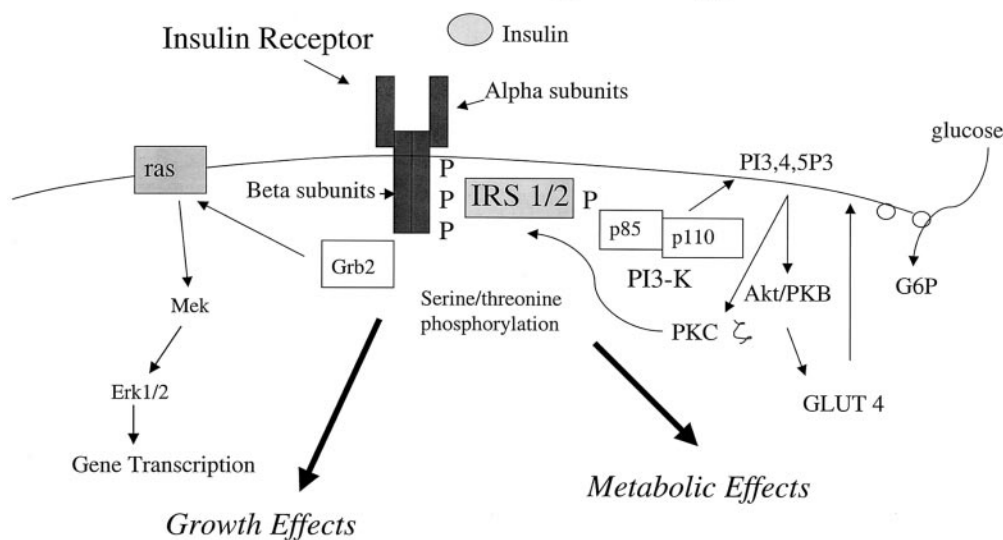 Insulin Receptor
Insulin
Alpha subunits
glucose
ras
PI3,4,5P3
Beta subunits
P
P
P
IRS 1/2
P
p85
p110
Grb2
PI3-K
Akt/PKB
G6P
Mek
Serine/threonine
phosphorylation
PKC ζ
Erk1/2
GLUT 4
Gene Transcription
Metabolic Effects
Growth Effects